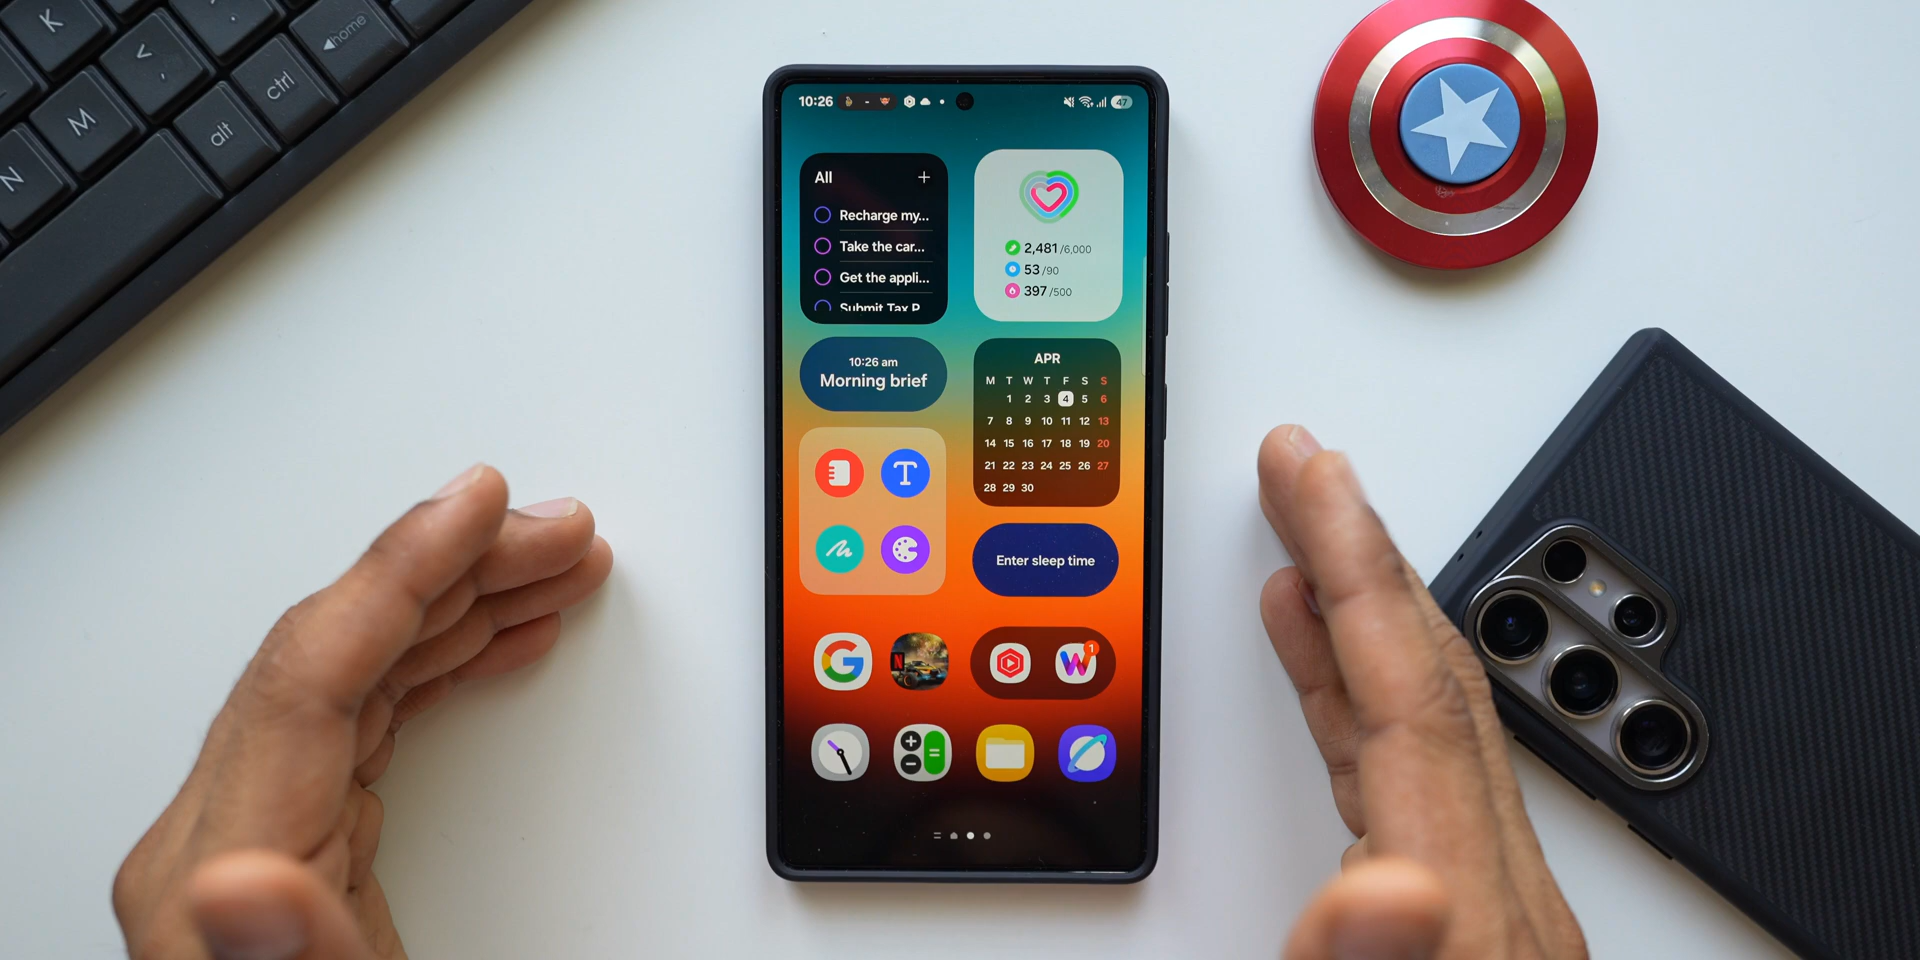 K
<
,
home
M
ctrl
N
alt
10:26
47
All +
Recharge my...
Take the car...
Get the appli...
Submit Tax P
2,481/6,000
53/90
397/500
10:26 am
Morning brief
APR
M T W T F S S
1 2 3 4 5 6
7 8 9 10 11 12 13
14 15 16 17 18 19 20
21 22 23 24 25 26 27
28 29 30
T
Enter sleep time
G
N
W
1